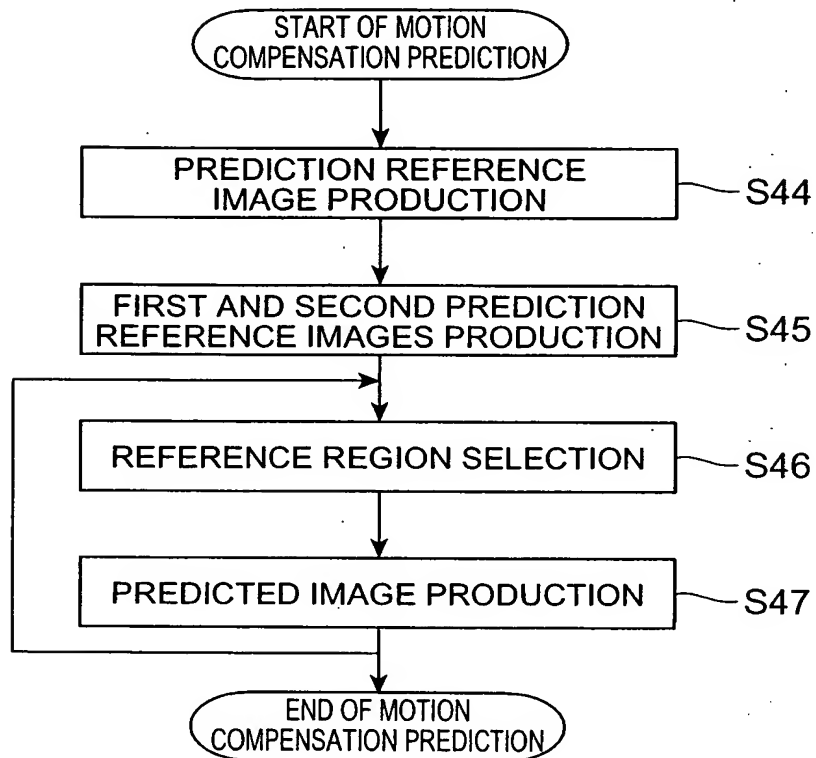 START OF MOTION
COMPENSATION PREDICTION
PREDICTION REFERENCE
IMAGE PRODUCTION
S44
FIRST AND SECOND PREDICTION
REFERENCE IMAGES PRODUCTION
S45
REFERENCE REGION SELECTION
S46
PREDICTED IMAGE PRODUCTION
S47
END OF MOTION
COMPENSATION PREDICTION